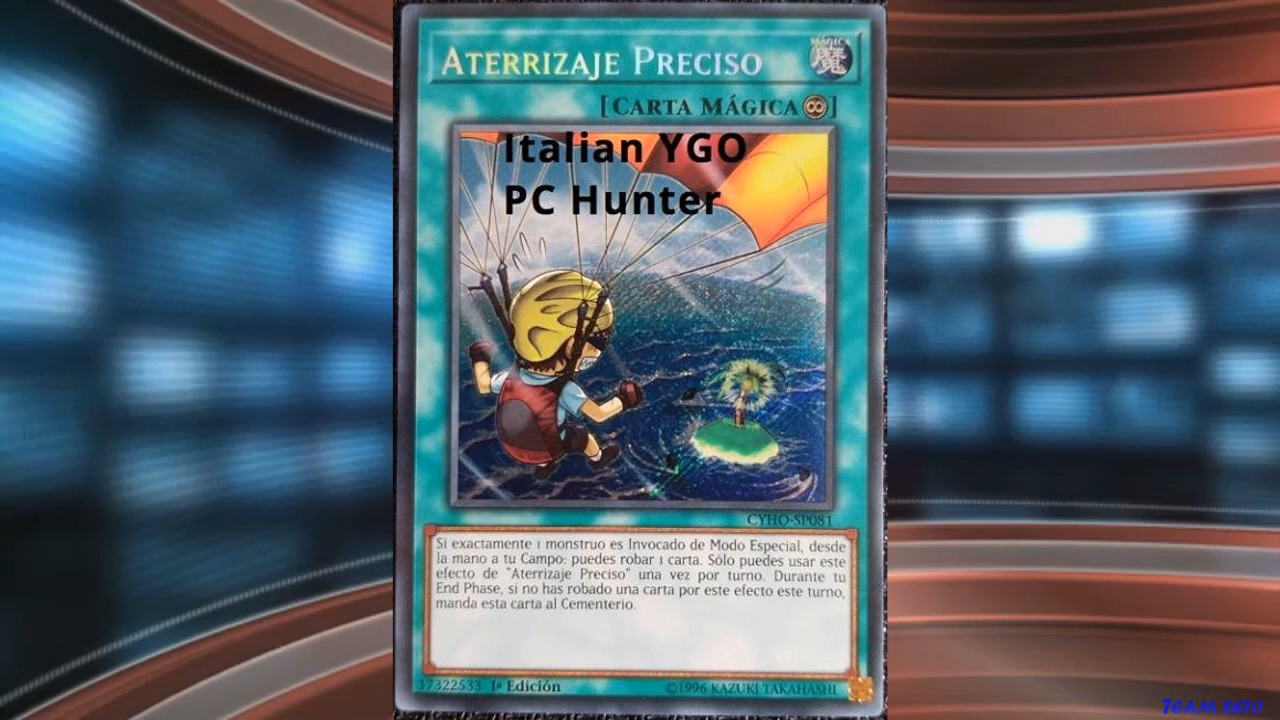 ATERRIZAJE PRECISO
MÁGICA
魔
[CARTA MÁGICA]
Italian YGO
PC Hunter
CYHO-SP081
Si exactamente 1 monstruo es Invocado de Modo Especial, desde
la mano a tu Campo: puedes robar 1 carta. Sólo puedes usar este
efecto de "Aterrizaje Preciso" una vez por turno. Durante tu
End Phase, si no has robado una carta por este efecto este turno,
manda esta carta al Cementerio.
17322533 1ª Edición ©1996 KAZUKI TAKAHASHI
TEAM SETO